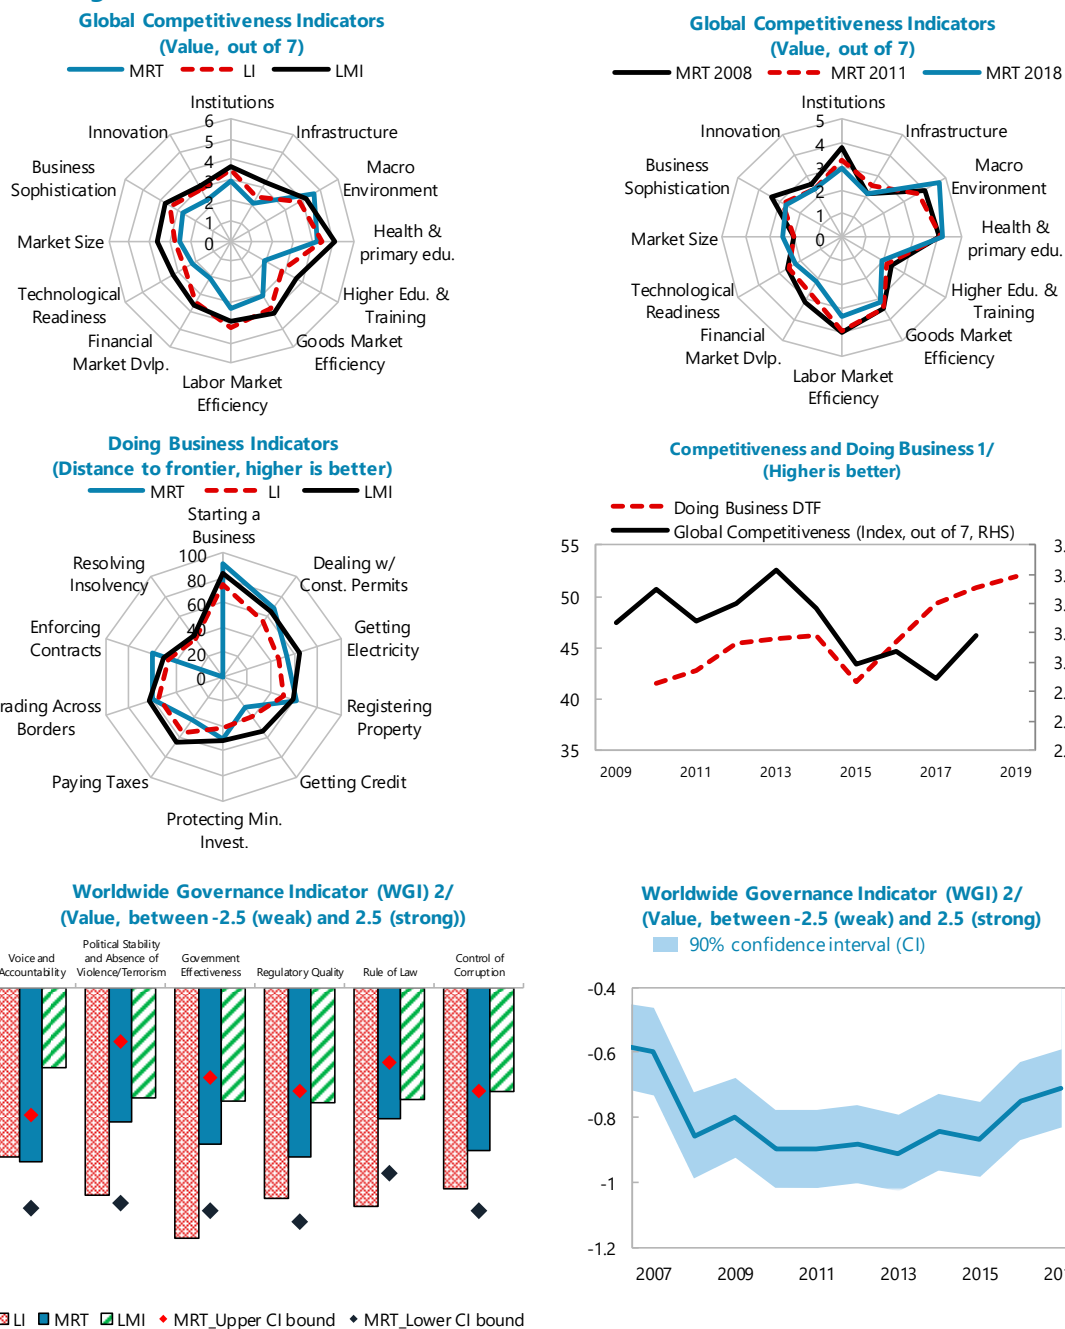 Global Competitiveness Indicators
(Value, out of 7)
MRT LI LMI
Institutions
Infrastructure
Macro
Environment
Health &
primary edu.
Higher Edu. &
Training
Goods Market
Efficiency
Labor Market
Efficiency
Financial
Market Dvlp.
Technological
Readiness
Market Size
Business
Sophistication
Innovation
6
5
4
3
2
1
0
Global Competitiveness Indicators
(Value, out of 7)
MRT 2008 MRT 2011 MRT 2018
Institutions
Infrastructure
Macro
Environment
Health &
primary edu.
Higher Edu. &
Training
Goods Market
Efficiency
Labor Market
Efficiency
Financial
Market Dvlp.
Technological
Readiness
Market Size
Business
Sophistication
Innovation
5
4
3
2
1
0
Doing Business Indicators
(Distance to frontier, higher is better)
MRT LI LMI
Starting a
Business
Dealing w/
Const. Permits
Getting
Electricity
Registering
Property
Getting Credit
Protecting Min.
Invest.
Paying Taxes
rading Across
Borders
Enforcing
Contracts
Resolving
Insolvency
100
80
60
40
20
0
Competitiveness and Doing Business 1/
(Higher is better)
Doing Business DTF
Global Competitiveness (Index, out of 7, RHS)
55
50
45
40
35
3.
3.
3.
3.
3.
2.
2.
2.
2009 2011 2013 2015 2017 2019
Worldwide Governance Indicator (WGI) 2/
(Value, between -2.5 (weak) and 2.5 (strong))
Voice and
Accountability
Political Stability
and Absence of
Violence/Terrorism
Government
Effectiveness
Regulatory Quality
Rule of Law
Control of
Corruption
LI MRT LMI MRT_Upper CI bound MRT_Lower CI bound
Worldwide Governance Indicator (WGI) 2/
(Value, between -2.5 (weak) and 2.5 (strong)
90% confidence interval (CI)
-0.4
-0.6
-0.8
-1
-1.2
2007 2009 2011 2013 2015 201